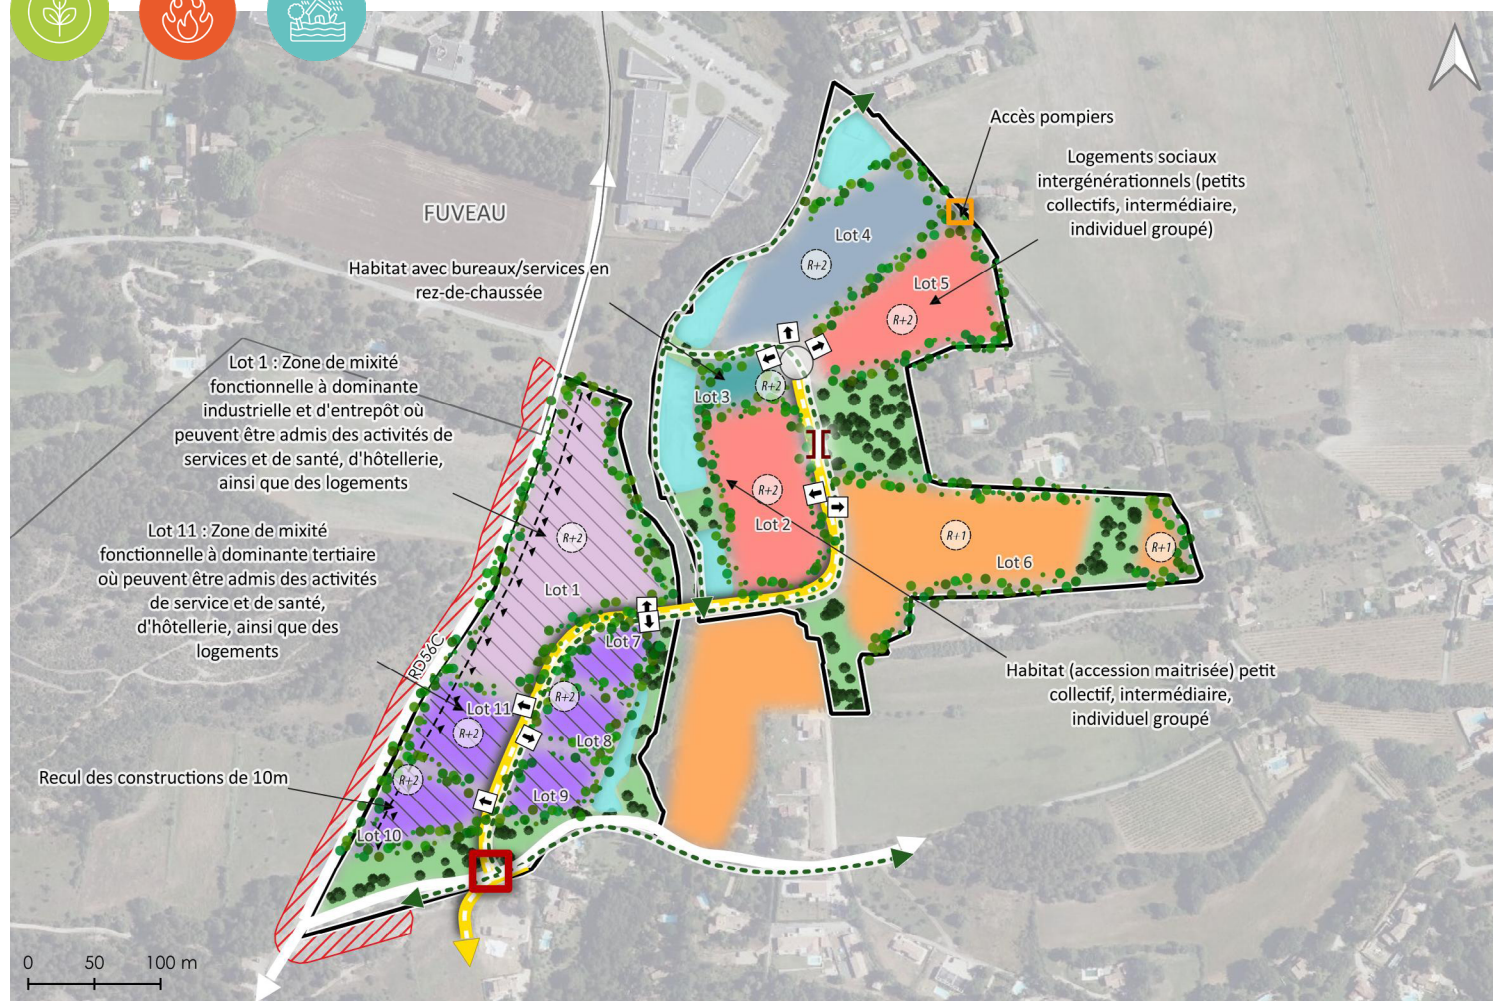 Accès pompiers
Logements sociaux
intergénérationnels (petits
collectifs, intermédiaire,
individuel groupé)
FUVEAU
Lot 4
Habitat avec bureaux/services en
rez-de-chaussée
R+2
Lot 5
R+2
Lot 1 : Zone de mixité
fonctionnelle à dominante
industrielle et d'entrepôt où
peuvent être admis des activités de
services et de santé, d'hôtellerie,
ainsi que des logements
R+2
Lot 3
R+2
Lot 2
Lot 11 : Zone de mixité
fonctionnelle à dominante tertiaire
où peuvent être admis des activités
de service et de santé,
d'hôtellerie, ainsi que des
logements
R+2
Lot 1
R+1
Lot 6
R+1
RD56C
Lot 7
R+2
Lot 11
R+2
Lot 8
Habitat (accession maitrisée) petit
collectif, intermédiaire,
individuel groupé
Recul des constructions de 10m
R+2
Lot 9
Lot 10
0 50 100 m